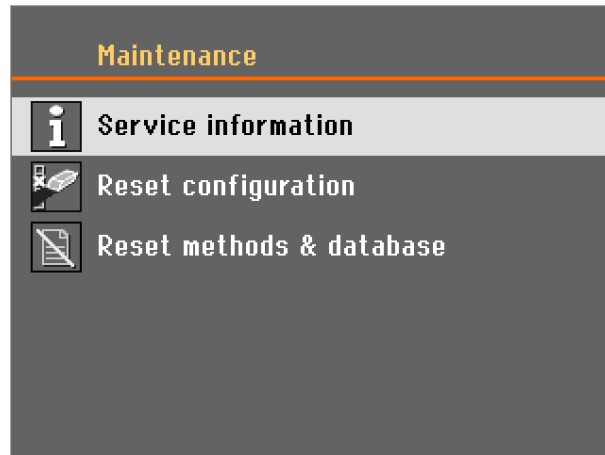 Maintenance
Service information
Reset configuration
Reset methods & database